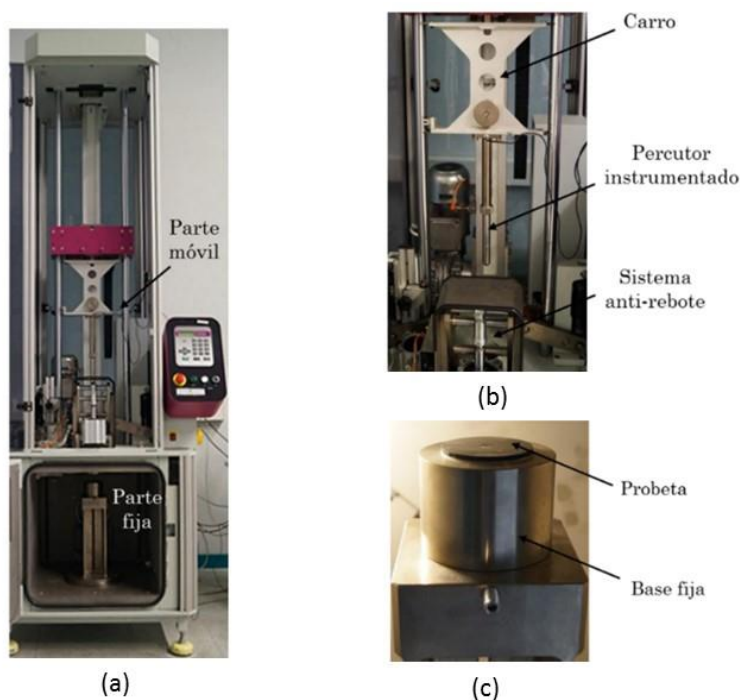 Parte
móvil
Parte
fija
(a)
Carro
Percutor
instrumentado
Sistema
anti-rebote
(b)
Probeta
Base fija
(c)